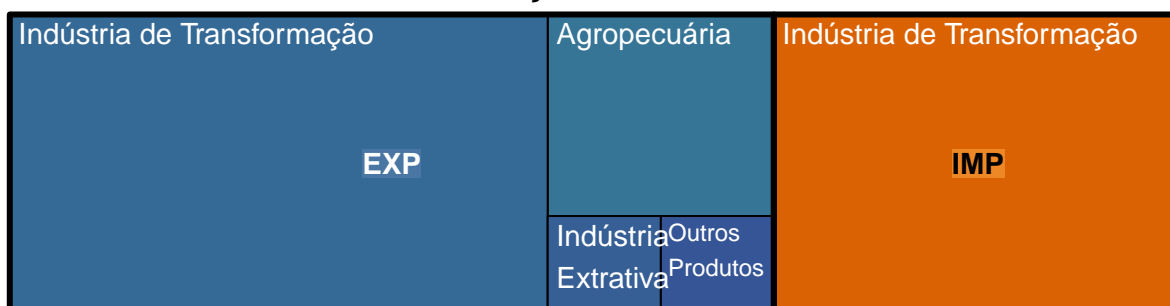 Indústria de Transformação
EXP
Agropecuária
Indústria
Extrativa
Outros
Produtos
Indústria de Transformação
IMP